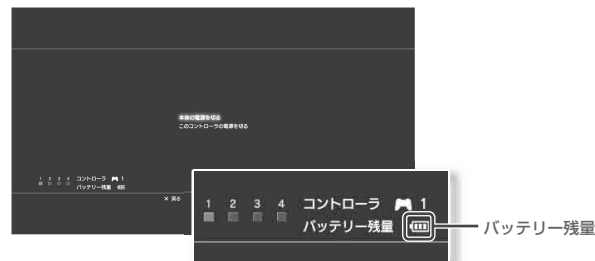 本体の電源を切る
このコントローラの電源を切る
1 2 3 4 コントローラ 1
バッテリー残量
× 戻る
1 2 3 4 コントローラ 1
バッテリー残量
バッテリー残量